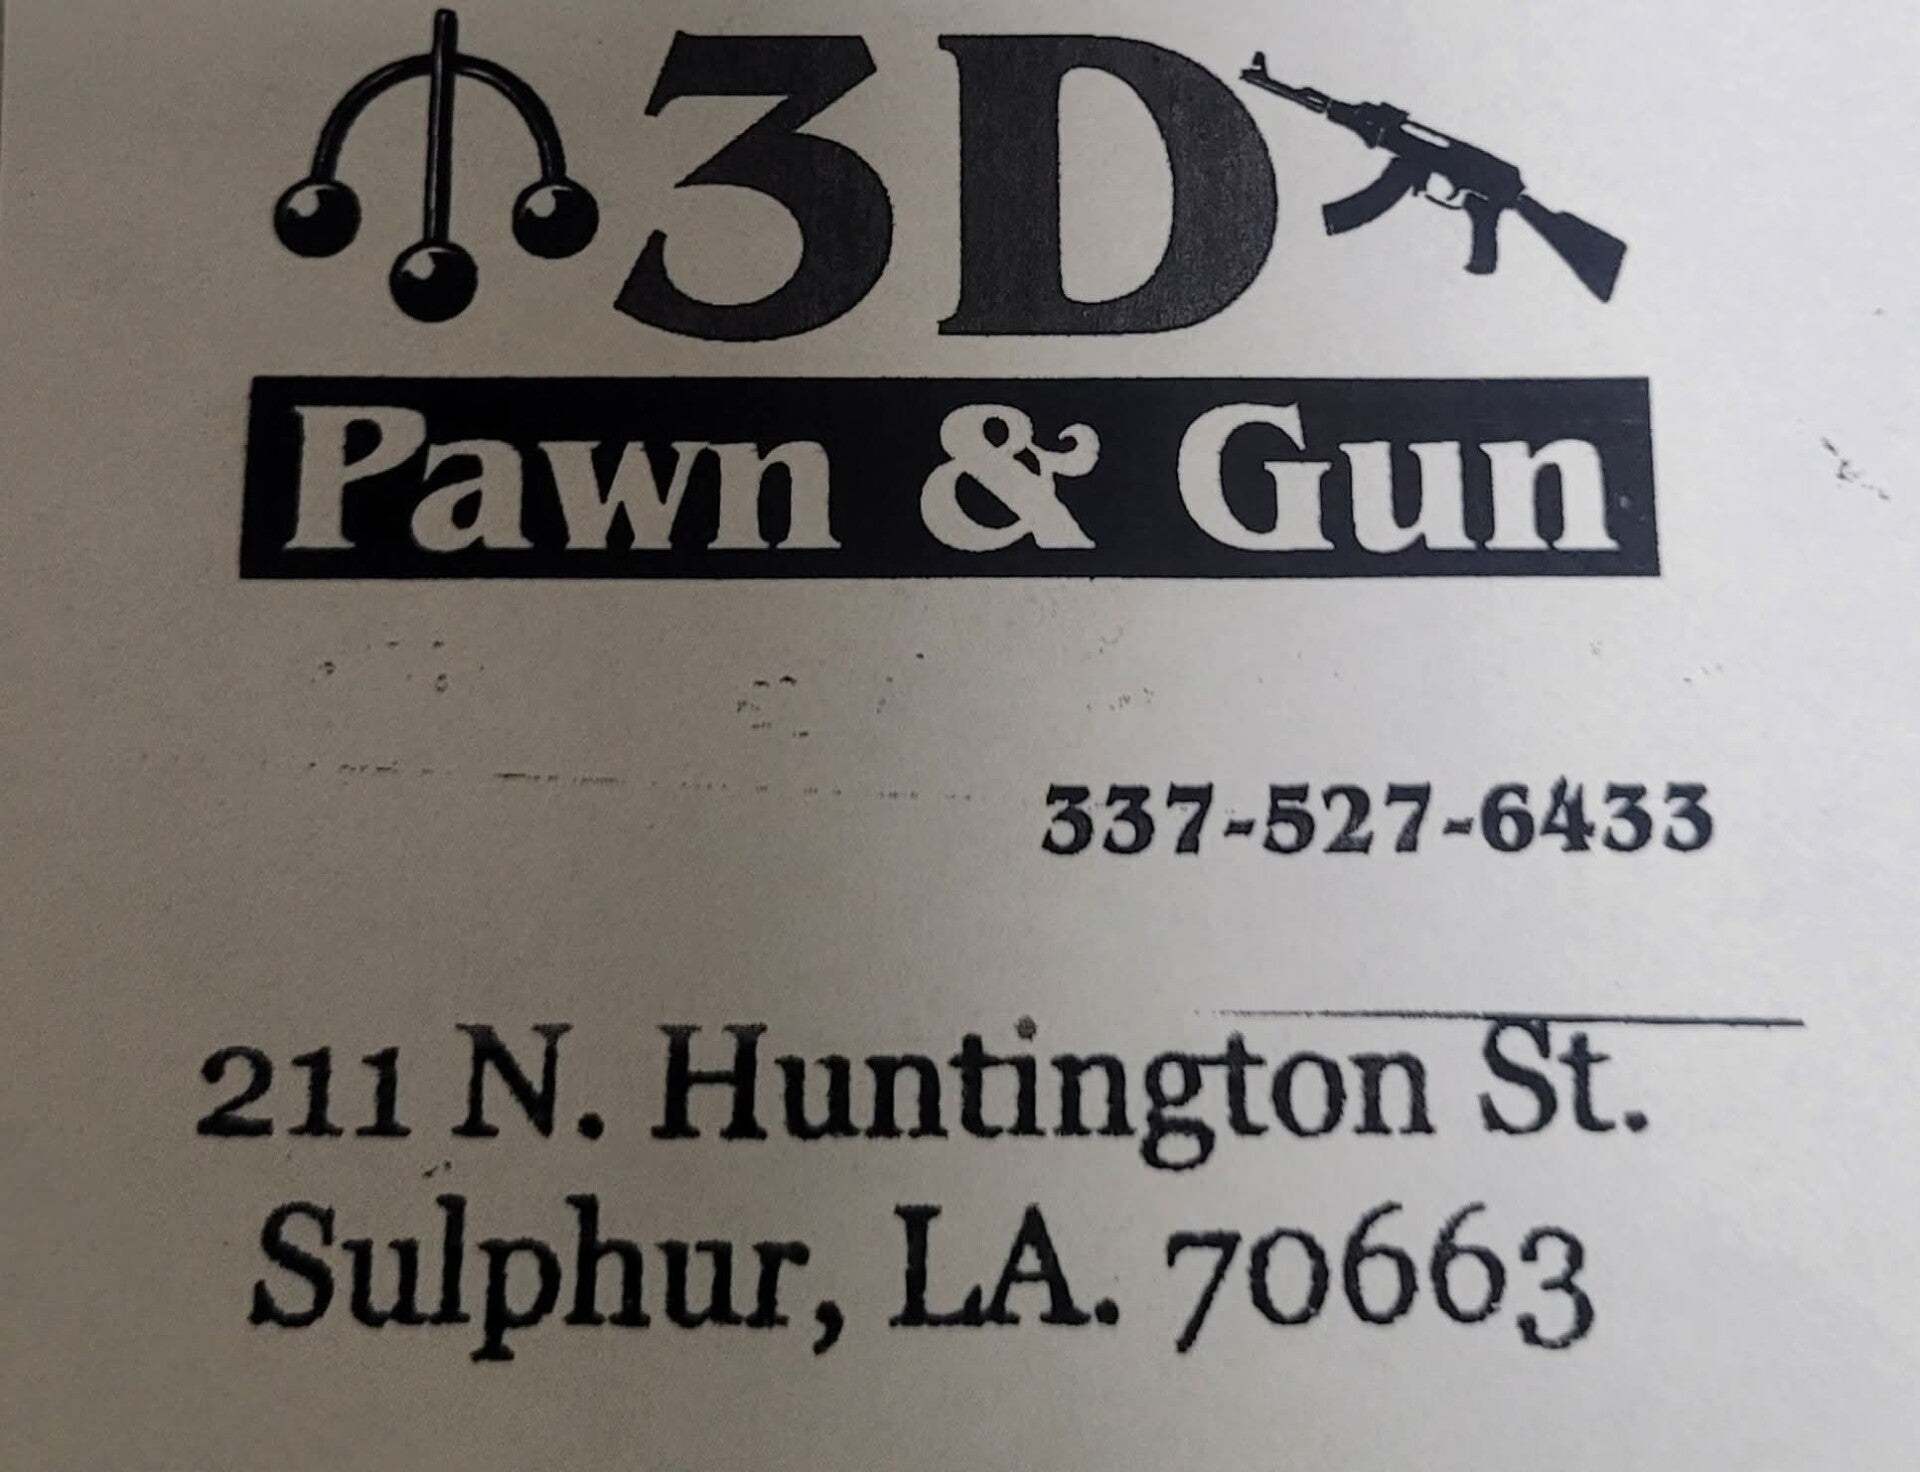 3D
Pawn & Gun
337-527-6433
211 N. Huntington St.
Sulphur, LA. 70663